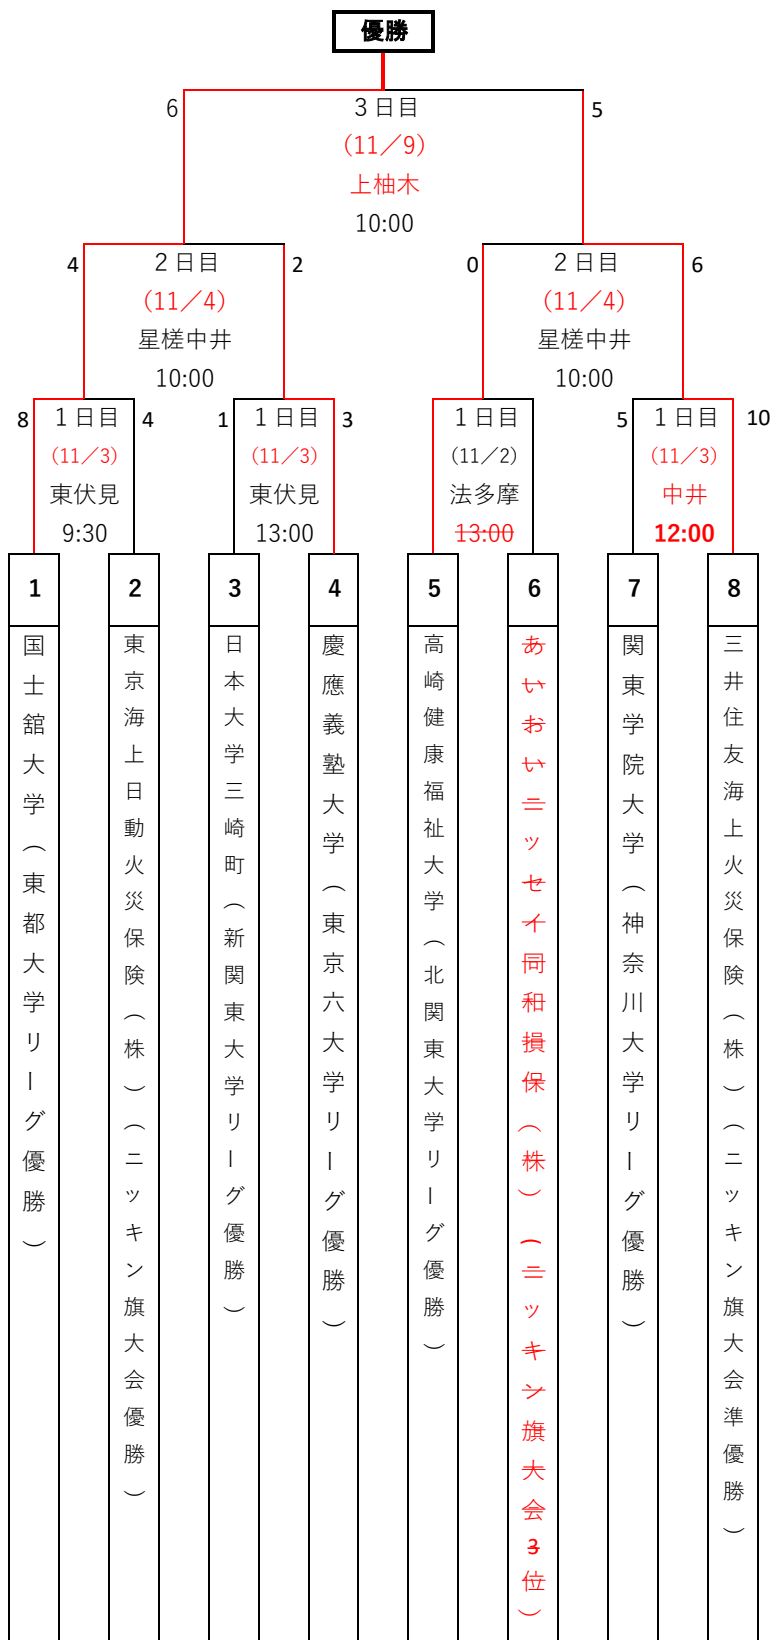 優勝
6
3日目
5
(11/9)
上柚木
10:00
4
2日目
2
0
2日目
6
(11/4)
(11/4)
星槎中井
星槎中井
10:00
10:00
8
1日目
4
1
1日目
3
1日目
5
1日目
10
(11/3)
(11/3)
(11/2)
(11/3)
東伏見
東伏見
法多摩
中井
9:30
13:00
13:00
12:00
1
2
3
4
5
6
7
8
国士舘大学(東都大学リーグ優勝)
東京海上日動火災保険(株)(ニッキン旗大会優勝)
日本大学三崎町(新関東大学リーグ優勝)
慶應義塾大学(東京六大学リーグ優勝)
高崎健康福祉大学(北関東大学リーグ優勝)
あいおいニッセイ同和損保(株)(ニッキン旗大会3位)
関東学院大学(神奈川大学リーグ優勝)
三井住友海上火災保険(株)(ニッキン旗大会準優勝)